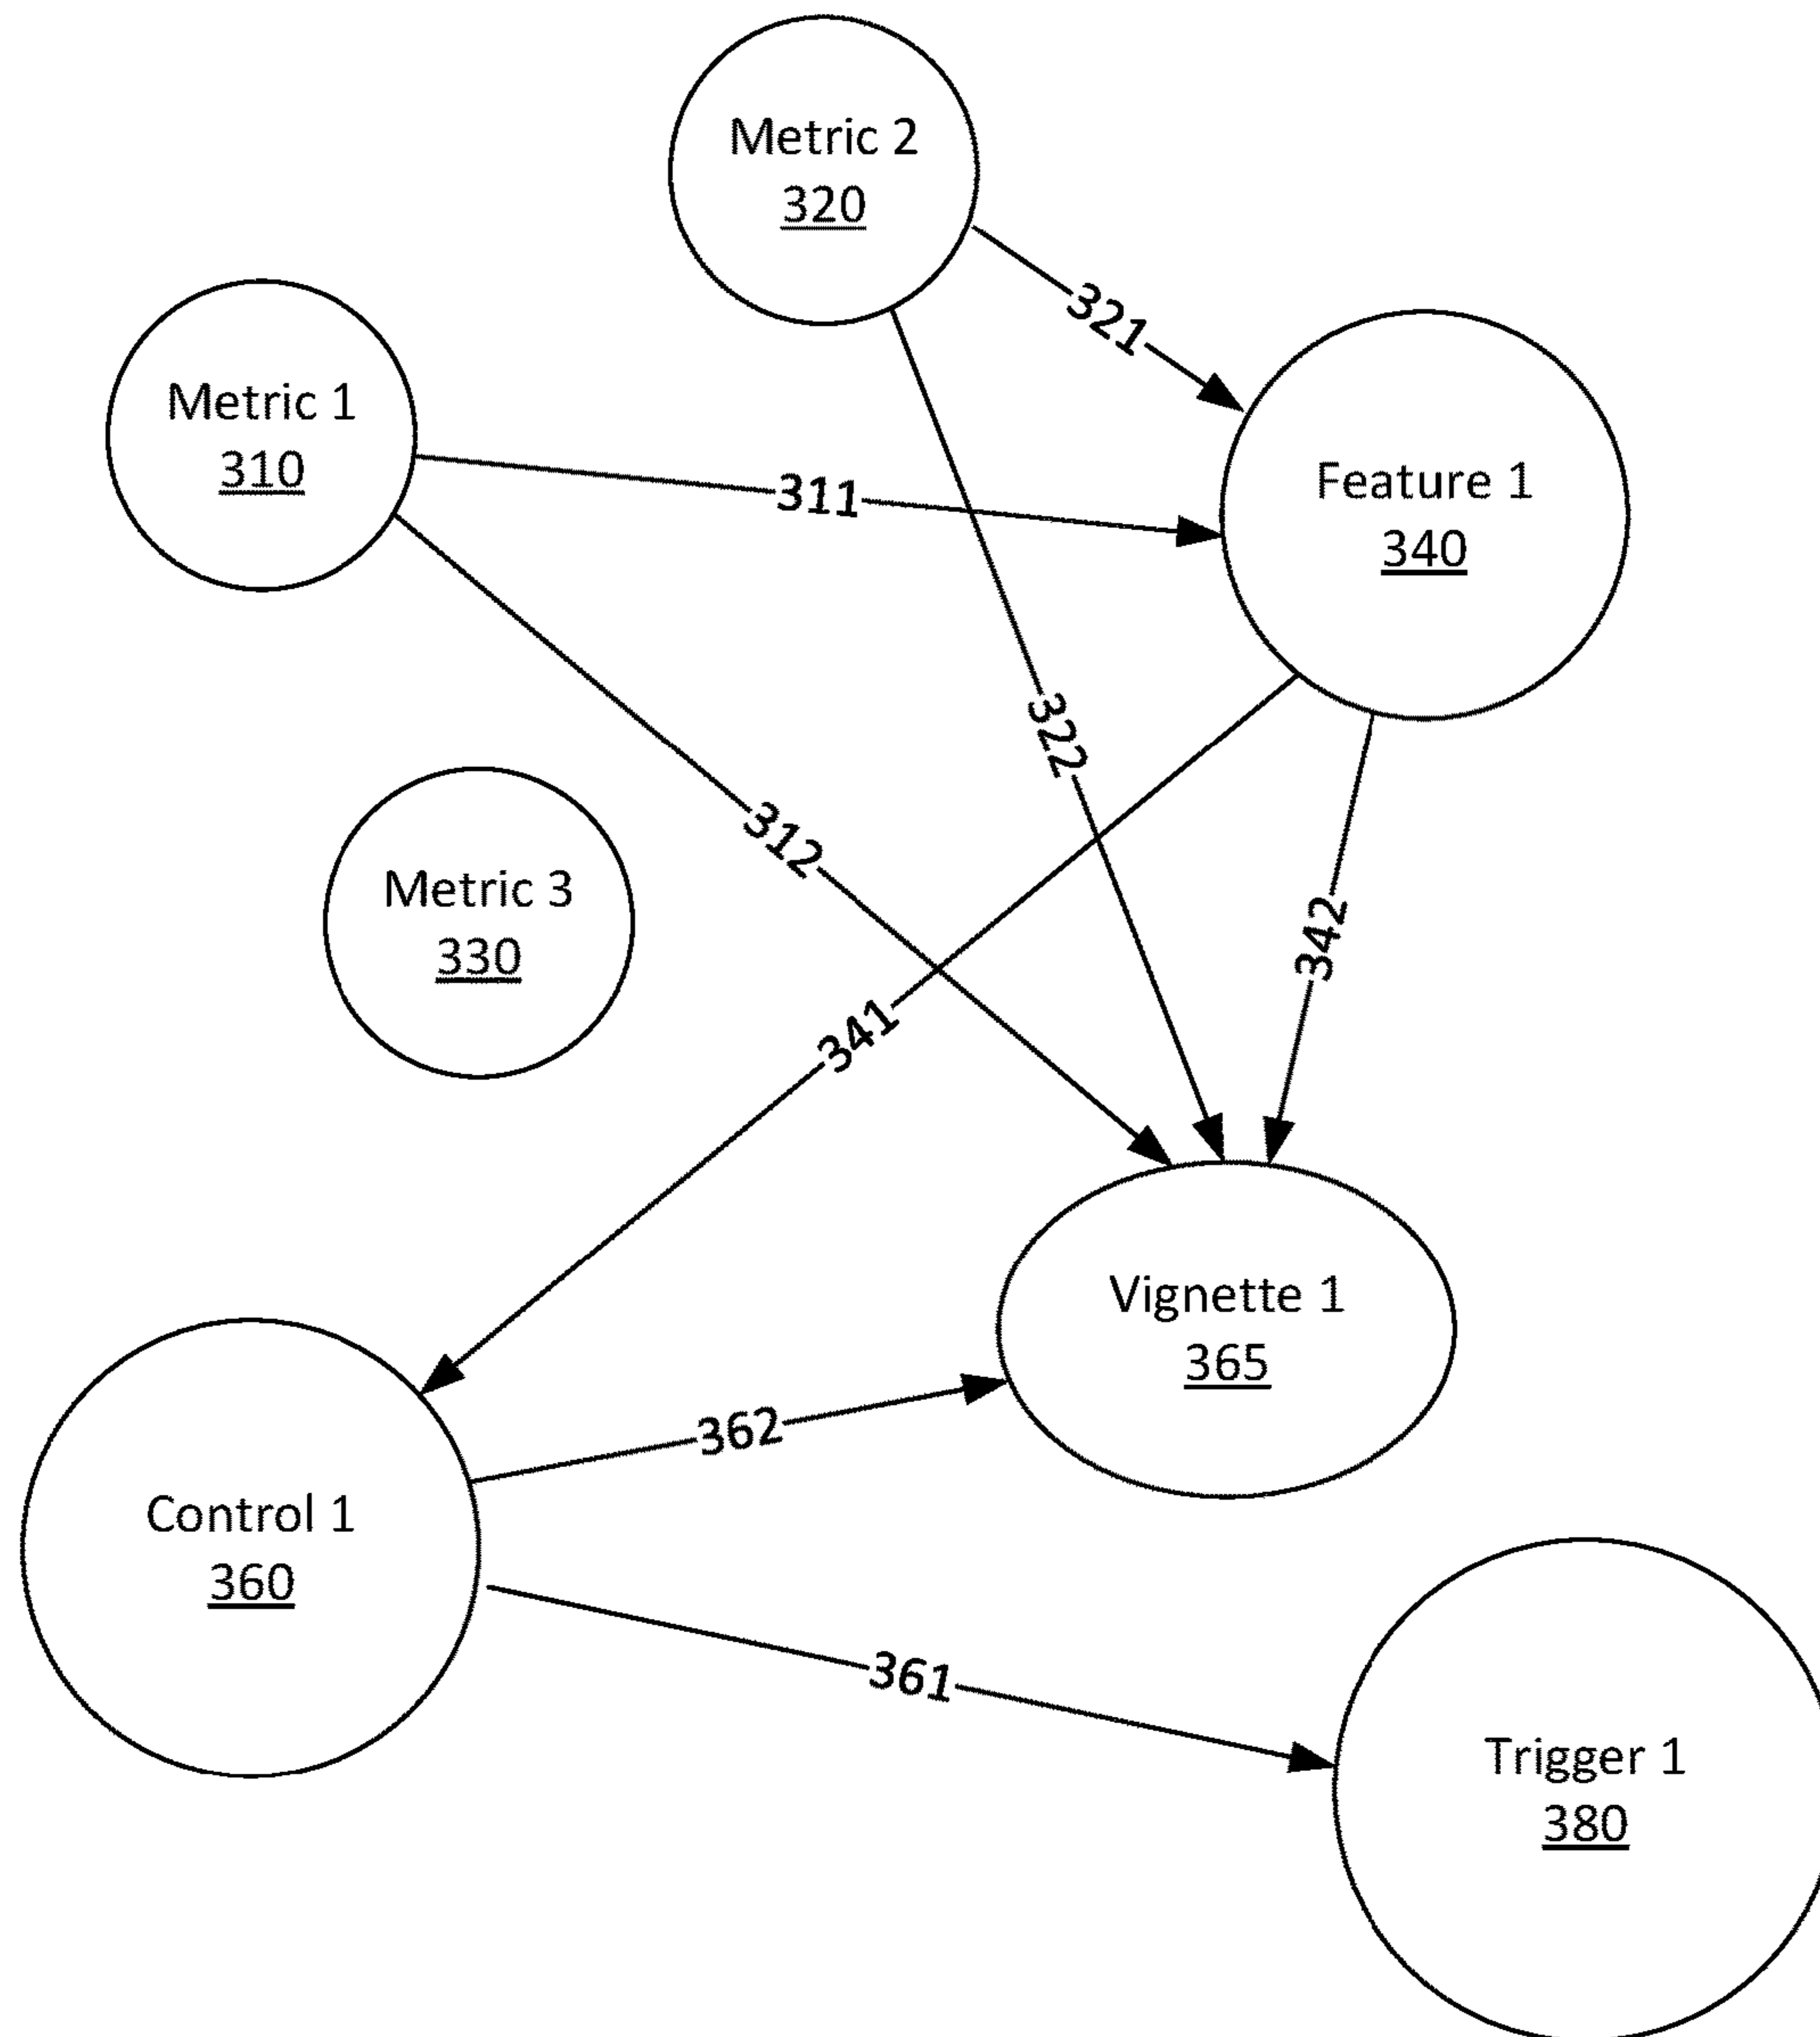 Metric 2
320
321
Metric 1
310
311
Feature 1
340
322
312
Metric 3
330
342
341
Vignette 1
365
362
Control 1
360
361
Trigger 1
380